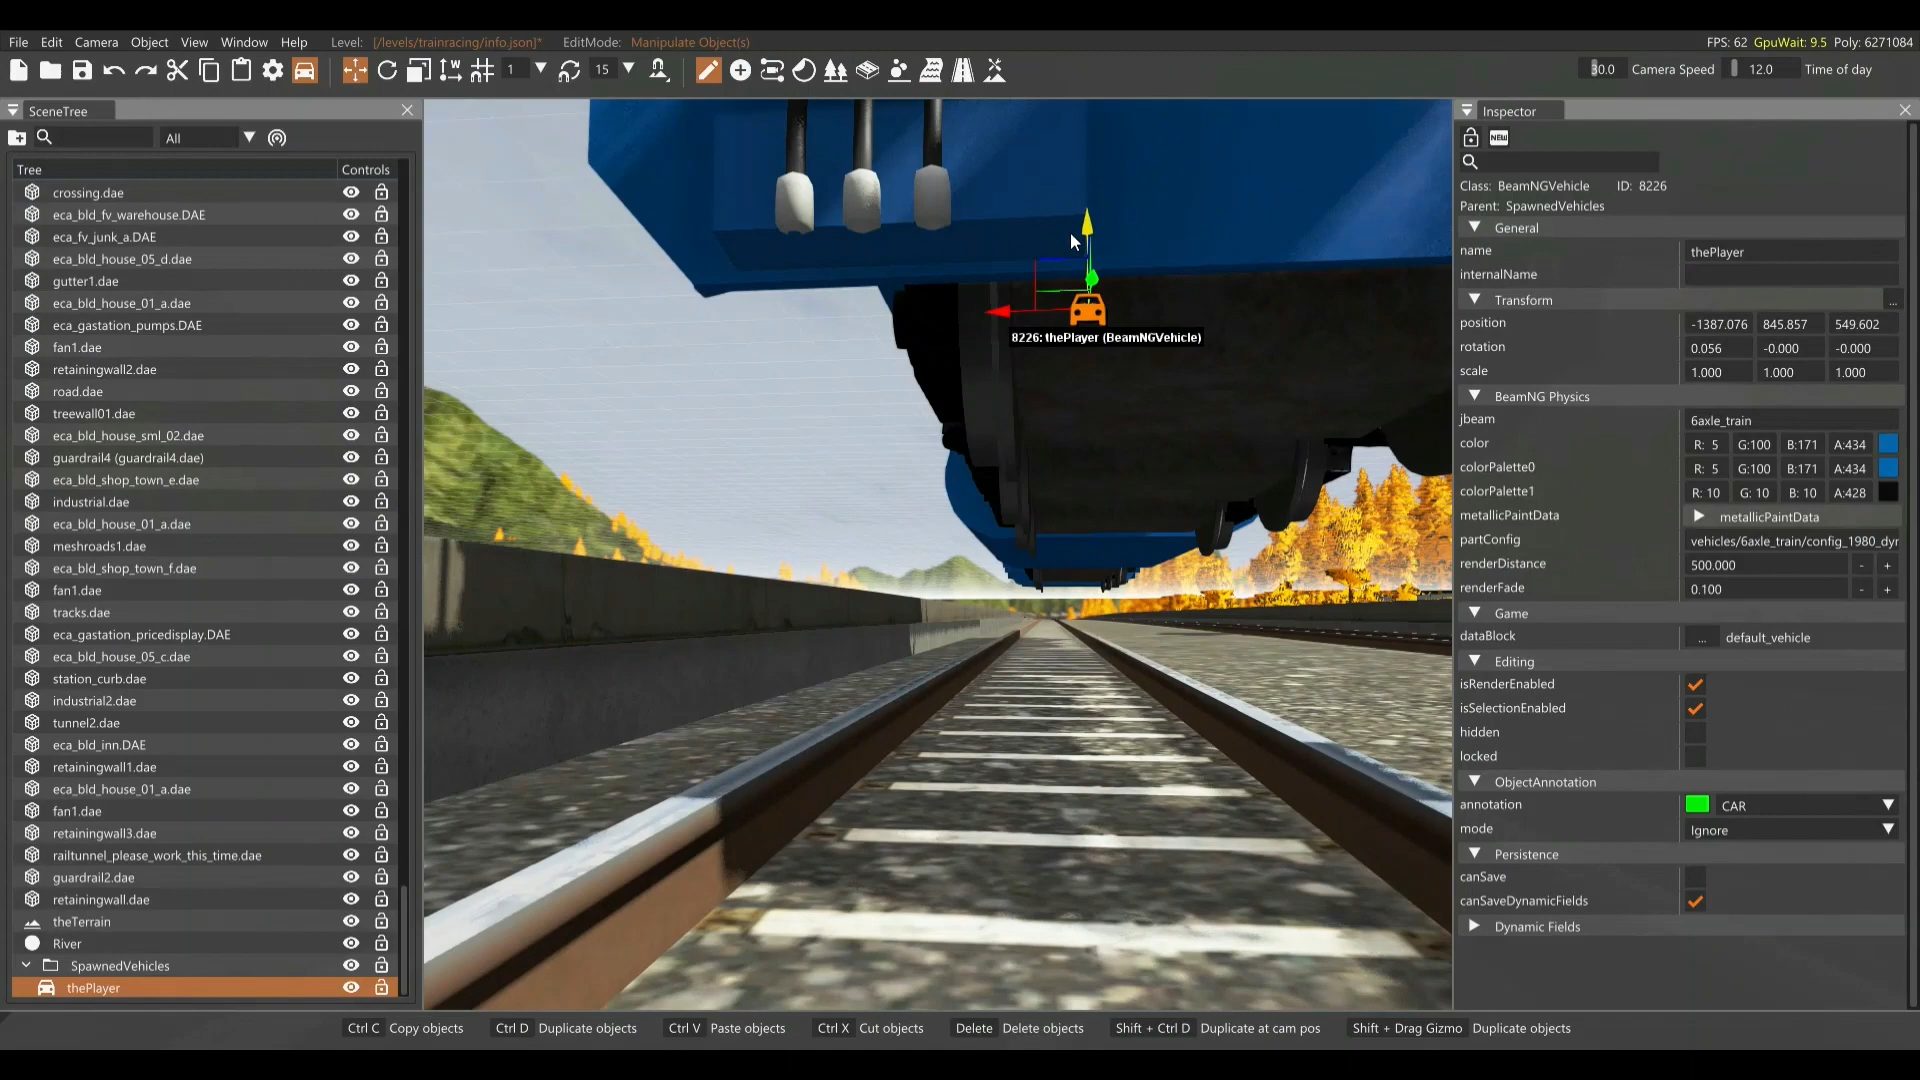 File Edit Camera Object View Window Help Level: [/levels/trainracing/info.json]* EditMode: Manipulate Object(s) FPS: 62 GpuWait: 9.5 Poly: 6271084
1 15 30.0 Camera Speed 12.0 Time of day
SceneTree
All
Tree Controls
crossing.dae
eca_bld_fv_warehouse.DAE
eca_fv_junk_a.DAE
eca_bld_house_05_d.dae
gutter1.dae
eca_bld_house_01_a.dae
eca_gastation_pumps.DAE
fan1.dae
retainingwall2.dae
road.dae
treewall01.dae
eca_bld_house_sml_02.dae
guardrail4 (guardrail4.dae)
eca_bld_shop_town_e.dae
industrial.dae
eca_bld_house_01_a.dae
meshroads1.dae
eca_bld_shop_town_f.dae
fan1.dae
tracks.dae
eca_gastation_pricedisplay.DAE
eca_bld_house_05_c.dae
station_curb.dae
industrial2.dae
tunnel2.dae
eca_bld_inn.DAE
retainingwall1.dae
eca_bld_house_01_a.dae
fan1.dae
retainingwall3.dae
railtunnel_please_work_this_time.dae
guardrail2.dae
retainingwall.dae
theTerrain
River
SpawnedVehicles
thePlayer
8226: thePlayer (BeamNGVehicle)
Inspector
NEW
Class: BeamNGVehicle ID: 8226
Parent: SpawnedVehicles
General
name thePlayer
internalName
Transform ...
position -1387.076 845.857 549.602
rotation 0.056 -0.000 -0.000
scale 1.000 1.000 1.000
BeamNG Physics
jbeam 6axle_train
color R: 5 G:100 B:171 A:434
colorPalette0 R: 5 G:100 B:171 A:434
colorPalette1 R: 10 G: 10 B: 10 A:428
metallicPaintData metallicPaintData
partConfig vehicles/6axle_train/config_1980_dyr
renderDistance 500.000 - +
renderFade 0.100 - +
Game
dataBlock ... default_vehicle
Editing
isRenderEnabled
isSelectionEnabled
hidden
locked
ObjectAnnotation
annotation CAR
mode Ignore
Persistence
canSave
canSaveDynamicFields
Dynamic Fields
Ctrl C Copy objects Ctrl D Duplicate objects Ctrl V Paste objects Ctrl X Cut objects Delete Delete objects Shift + Ctrl D Duplicate at cam pos Shift + Drag Gizmo Duplicate objects